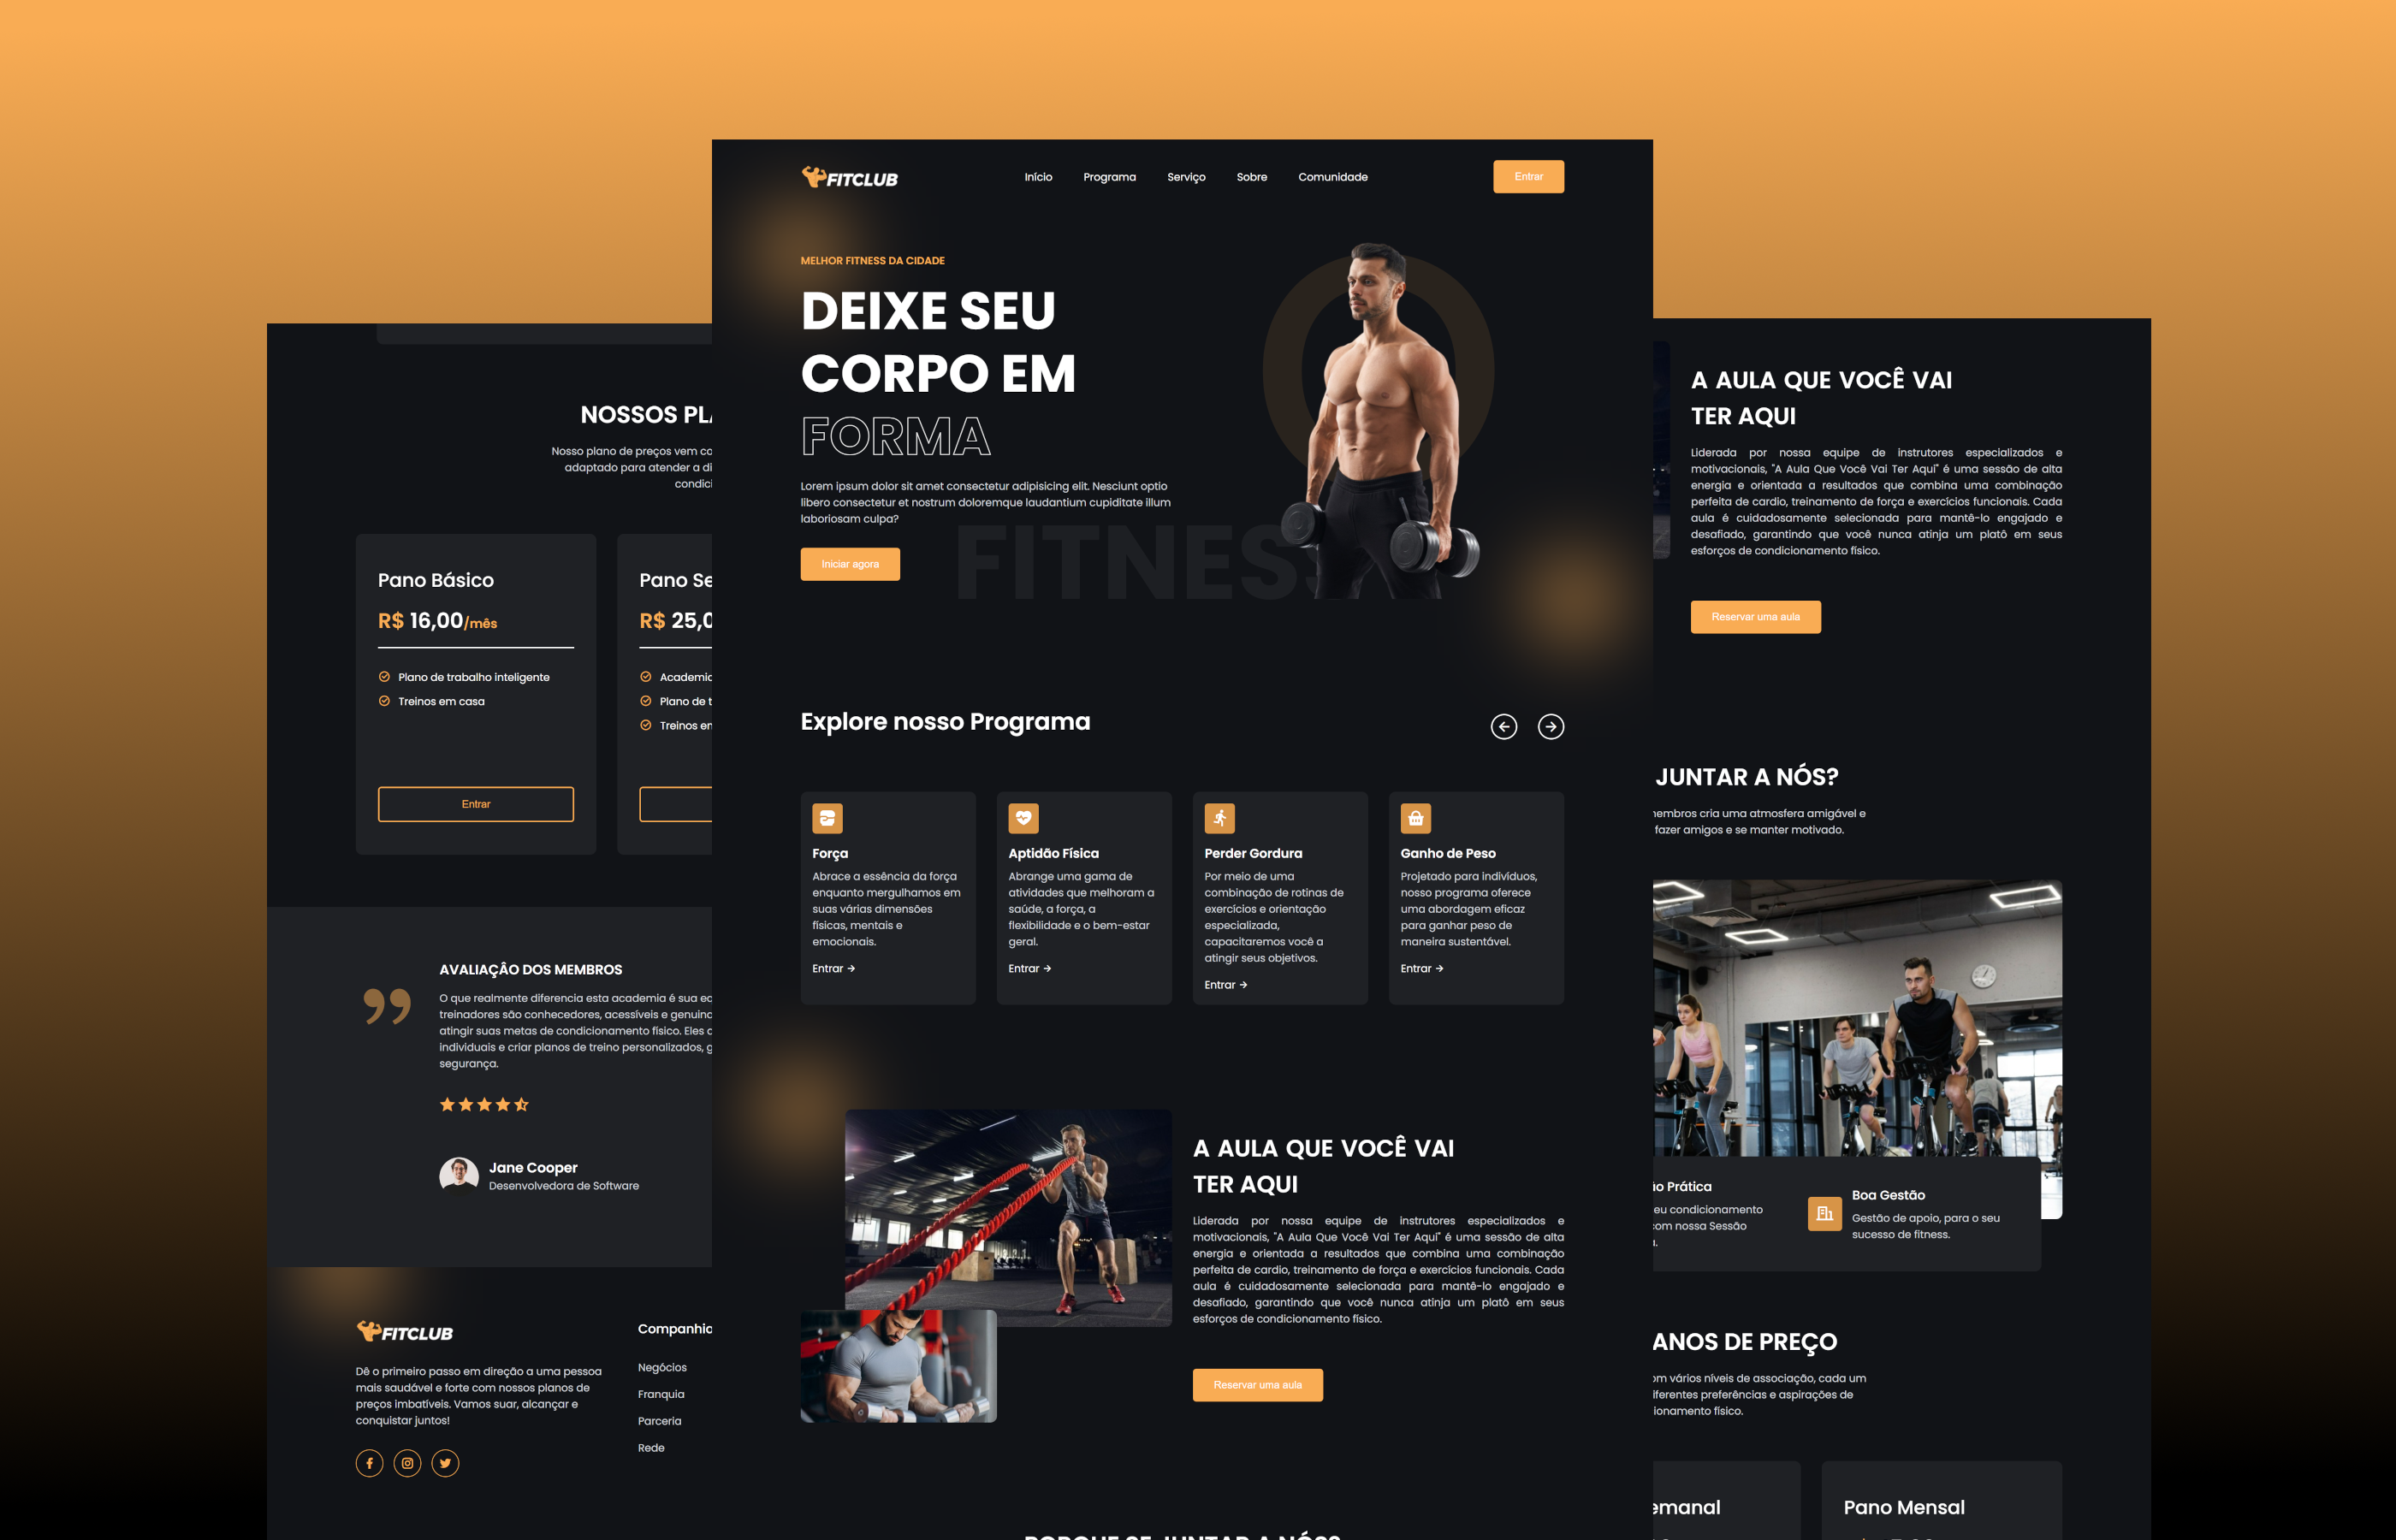 FITCLUB
Início
Programa
Serviço
Sobre
Comunidade
Entrar
MELHOR FITNESS DA CIDADE
DEIXE SEU
CORPO EM
FORMA
Lorem ipsum dolor sit amet consectetur adipisicing elit. Nesciunt optio
libero consectetur et nostrum doloremque laudantium cupiditate illum
laboriosam culpa?
FITNESS
Iniciar agora
Explore nosso Programa
Força
Abrace a essência da força
enquanto mergulhamos em
suas várias dimensões
físicas, mentais e
emocionais.
Entrar →
Aptidão Física
Abrange uma gama de
atividades que melhoram a
saúde, a força, a
flexibilidade e o bem-estar
geral.
Entrar →
Perder Gordura
Por meio de uma
combinação de rotinas de
exercícios e orientação
especializada,
capacitaremos você a
atingir seus objetivos.
Entrar →
Ganho de Peso
Projetado para indivíduos,
nosso programa oferece
uma abordagem eficaz
para ganhar peso de
maneira sustentável.
Entrar →
A AULA QUE VOCÊ VAI
TER AQUI
Liderada por nossa equipe de instrutores especializados e
motivacionais, "A Aula Que Você Vai Ter Aqui" é uma sessão de alta
energia e orientada a resultados que combina uma combinação
perfeita de cardio, treinamento de força e exercícios funcionais. Cada
aula é cuidadosamente selecionada para mantê-lo engajado e
desafiado, garantindo que você nunca atinja um platô em seus
esforços de condicionamento físico.
Reservar uma aula
PORQUE SE JUNTAR A NÓS?
NOSSOS PLA
Nosso plano de preços vem co
adaptado para atender a di
condici
Pano Básico
R$ 16,00/mês
Plano de trabalho inteligente
Treinos em casa
Entrar
Pano Se
R$ 25,0
Academic
Plano de t
Treinos en
AVALIAÇÂO DOS MEMBROS
O que realmente diferencia esta academia é sua eq
treinadores são conhecedores, acessíveis e genuinc
atingir suas metas de condicionamento físico. Eles
individuais e criar planos de treino personalizados, g
segurança.
Jane Cooper
Desenvolvedora de Software
FITCLUB
Dê o primeiro passo em direção a uma pessoa
mais saudável e forte com nossos planos de
preços imbatíveis. Vamos suar, alcançar e
conquistar juntos!
Companhio
Negócios
Franquia
Parceria
Rede
A AULA QUE VOCÊ VAI
TER AQUI
Liderada por nossa equipe de instrutores especializados e
motivacionais, "A Aula Que Você Vai Ter Aqui" é uma sessão de alta
energia e orientada a resultados que combina uma combinação
perfeita de cardio, treinamento de força e exercícios funcionais. Cada
aula é cuidadosamente selecionada para mantê-lo engajado e
desafiado, garantindo que você nunca atinja um platô em seus
esforços de condicionamento físico.
Reservar uma aula
JUNTAR A NÓS?
nembros cria uma atmosfera amigável e
fazer amigos e se manter motivado.
ão Prática
eu condicionamento
com nossa Sessão
Boa Gestão
Gestão de apoio, para o seu
sucesso de fitness.
ANOS DE PREÇO
om vários níveis de associação, cada um
iferentes preferências e aspirações de
ionamento físico.
emanal
Pano Mensal